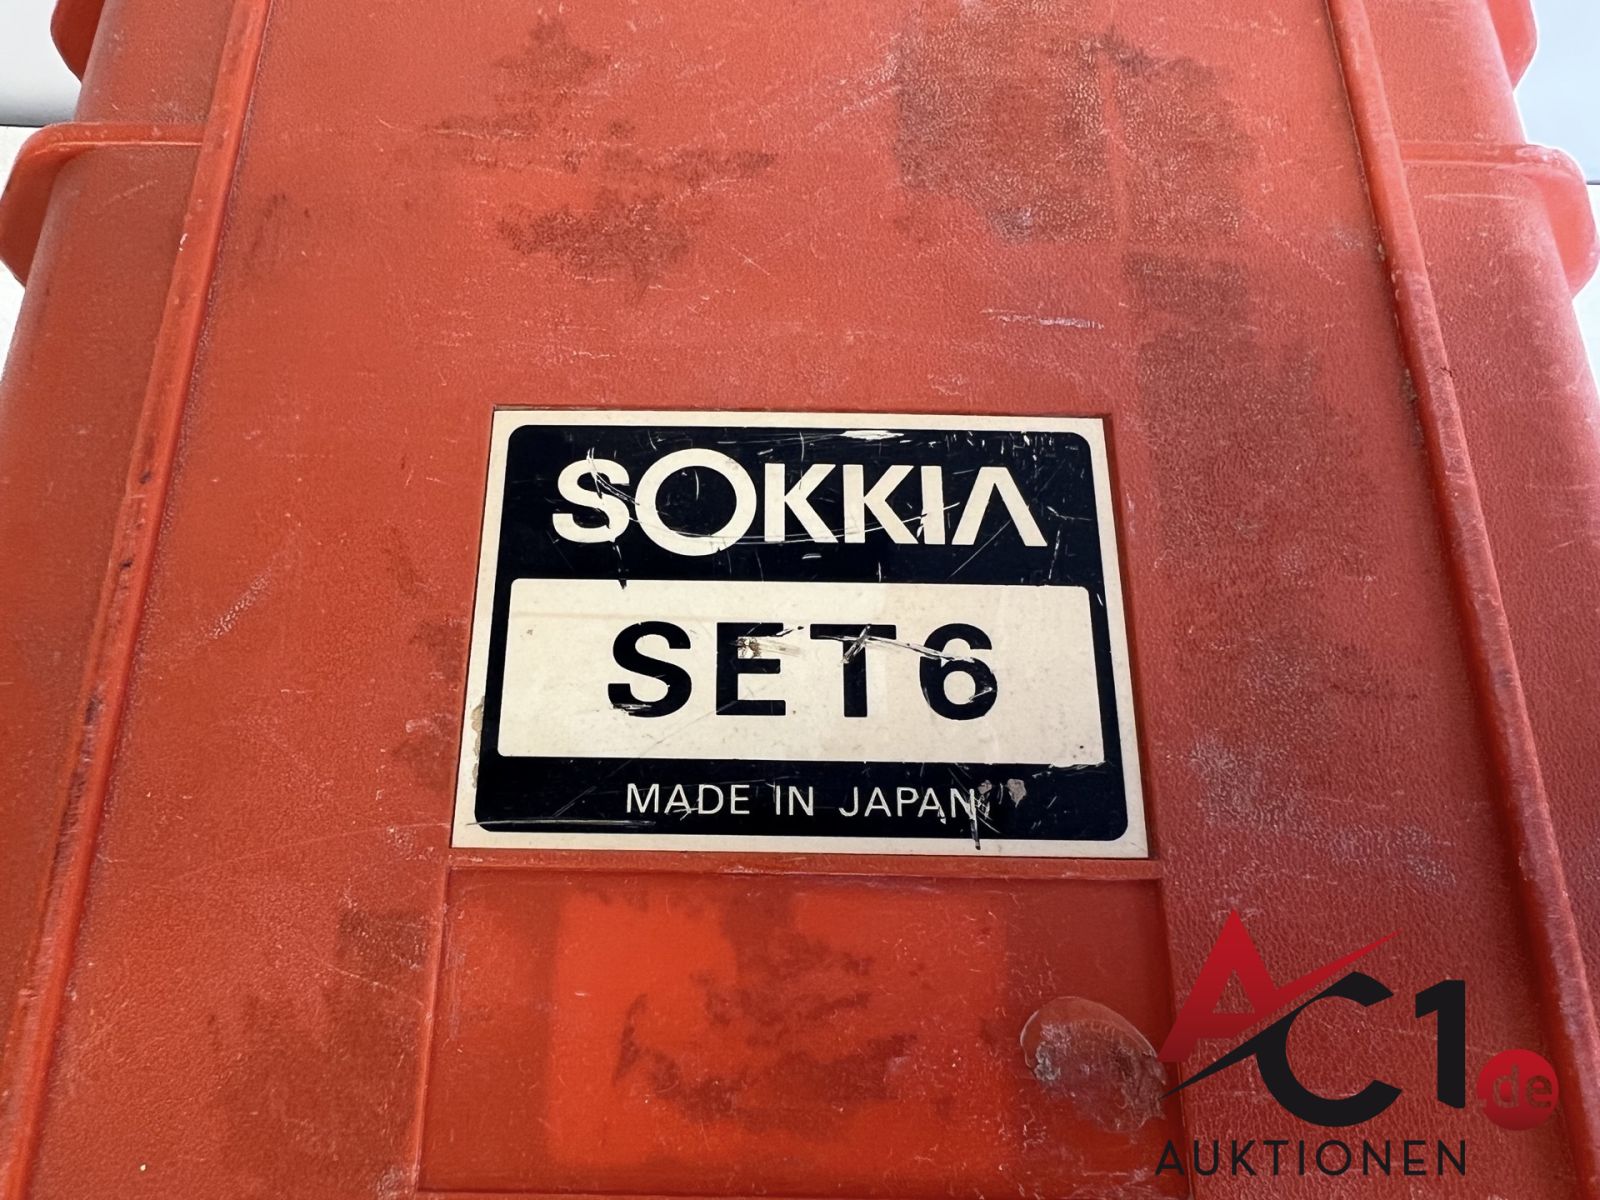 SOKKIA
SET6
MADE IN JAPAN
AC1.de
AUKTIONEN